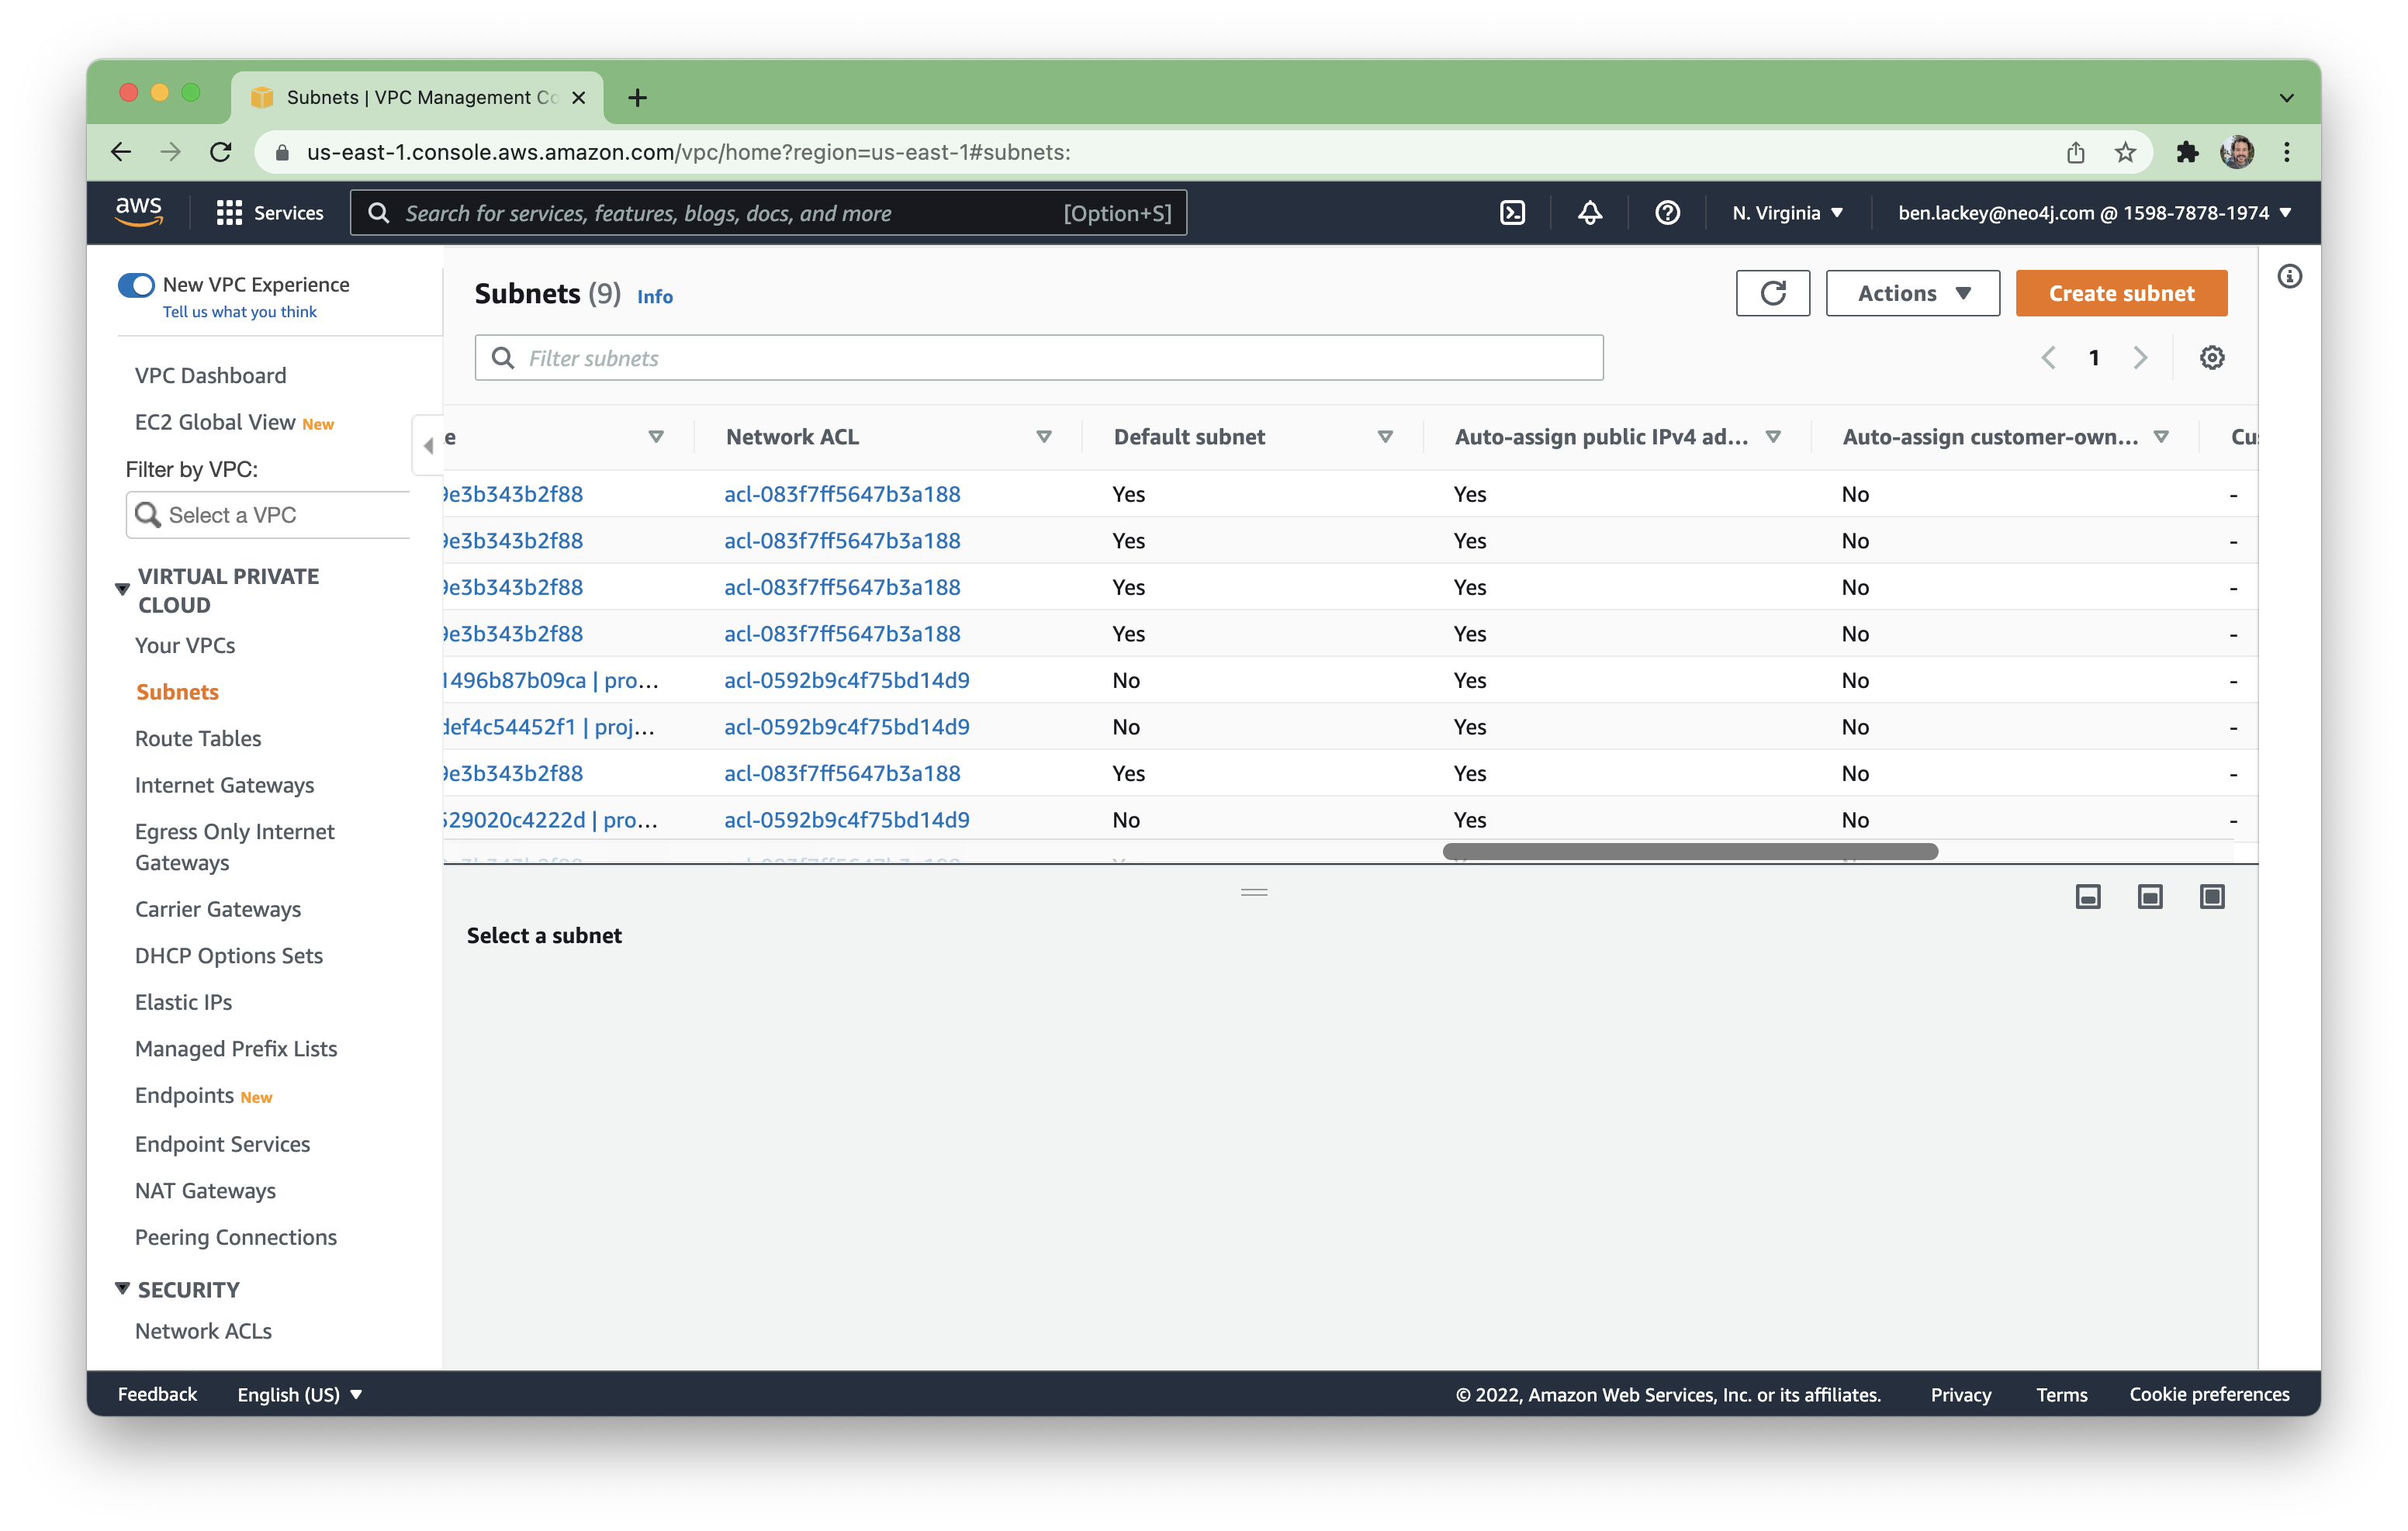 Subnets | VPC Management Co
us-east-1.console.aws.amazon.com/vpc/home?region=us-east-1#subnets:
aws
Services
Search for services, features, blogs, docs, and more
[Option+S]
N. Virginia
ben.lackey@neo4j.com @ 1598-7878-1974
New VPC Experience
Tell us what you think
VPC Dashboard
EC2 Global View New
Filter by VPC:
Select a VPC
VIRTUAL PRIVATE
CLOUD
Your VPCs
Subnets
Route Tables
Internet Gateways
Egress Only Internet
Gateways
Carrier Gateways
DHCP Options Sets
Elastic IPs
Managed Prefix Lists
Endpoints New
Endpoint Services
NAT Gateways
Peering Connections
SECURITY
Network ACLs
Subnets (9) Info
Actions
Create subnet
Filter subnets
1
e Network ACL Default subnet Auto-assign public IPv4 ad... Auto-assign customer-own... Cu
9e3b343b2f88 acl-083f7ff5647b3a188 Yes Yes No -
9e3b343b2f88 acl-083f7ff5647b3a188 Yes Yes No -
9e3b343b2f88 acl-083f7ff5647b3a188 Yes Yes No -
9e3b343b2f88 acl-083f7ff5647b3a188 Yes Yes No -
1496b87b09ca | pro... acl-0592b9c4f75bd14d9 No Yes No -
def4c54452f1 | proj... acl-0592b9c4f75bd14d9 No Yes No -
9e3b343b2f88 acl-083f7ff5647b3a188 Yes Yes No -
529020c4222d | pro... acl-0592b9c4f75bd14d9 No Yes No -
Select a subnet
Feedback
English (US)
© 2022, Amazon Web Services, Inc. or its affiliates.
Privacy
Terms
Cookie preferences